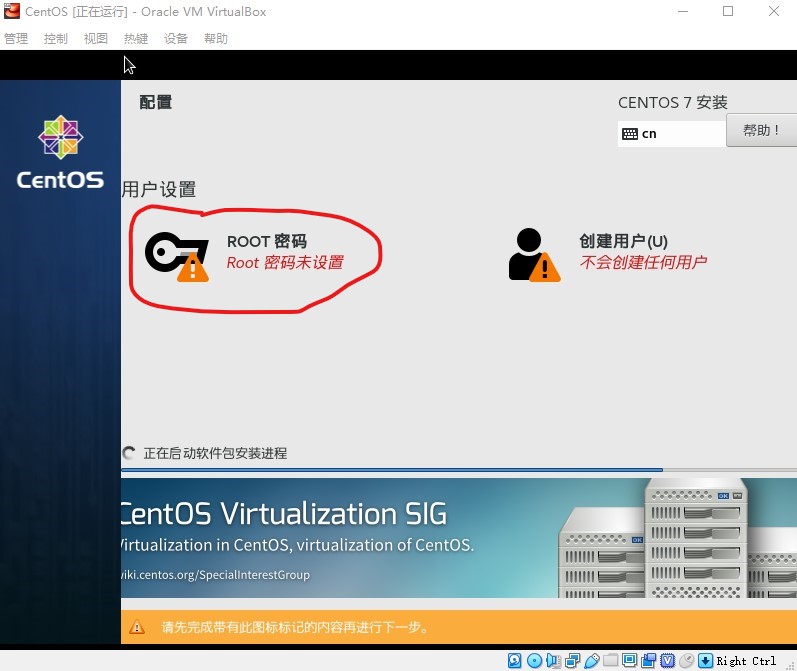 CentOS [正在运行] - Oracle VM VirtualBox
管理 控制 视图 热键 设备 帮助
配置
CENTOS 7 安装
cn
帮助！
CentOS
用户设置
ROOT 密码
Root 密码未设置
创建用户(U)
不会创建任何用户
正在启动软件包安装进程
CentOS Virtualization SIG
Virtualization in CentOS, virtualization of CentOS.
wiki.centos.org/SpecialInterestGroup
OK
OK
请先完成带有此图标标记的内容再进行下一步。
Right Ctrl